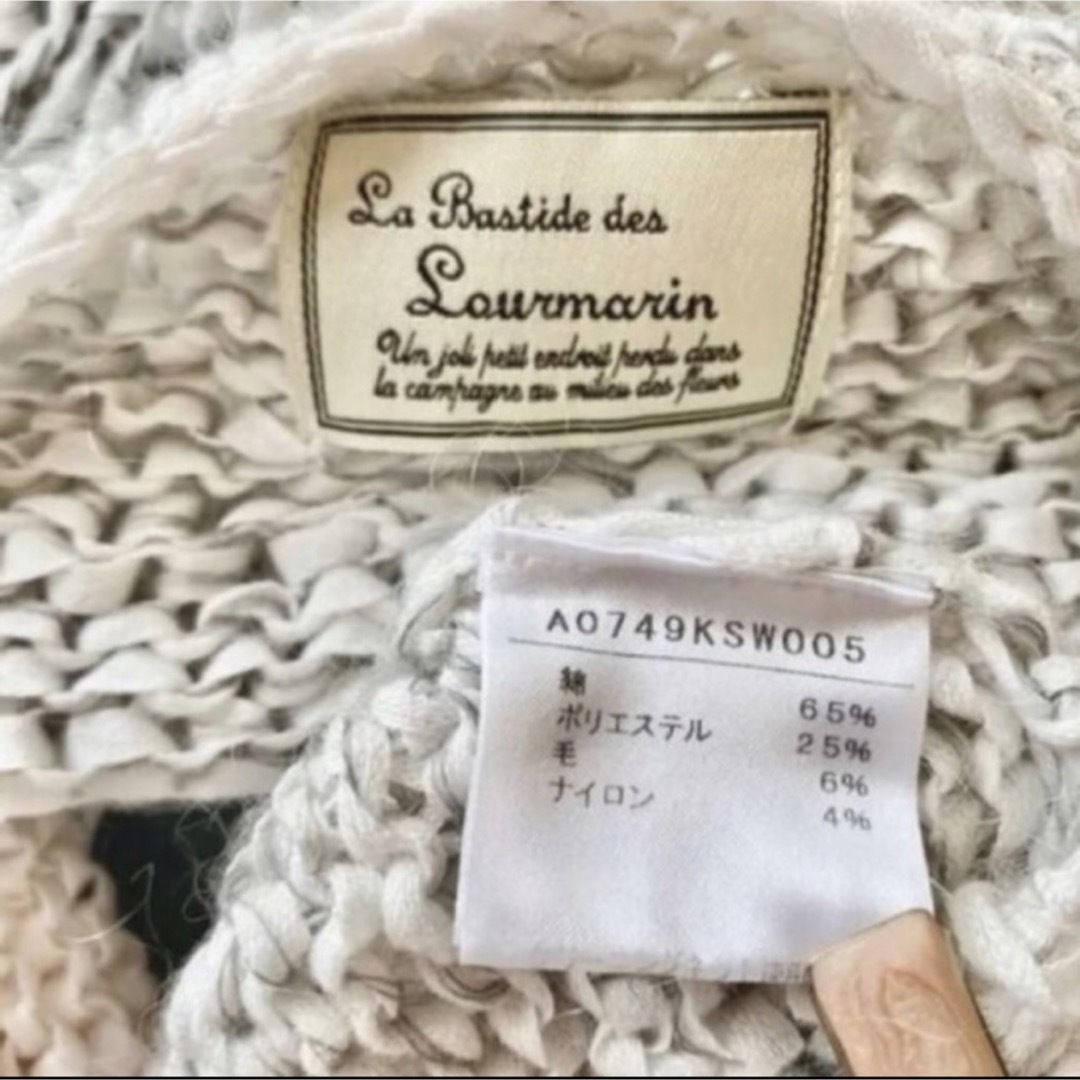 La Bastide des
Lourmarin
Un joli petit endroit perdu dans
la campagne au milieu des fleurs
A0749KSW005
綿 65%
ポリエステル 25%
毛 6%
ナイロン 4%